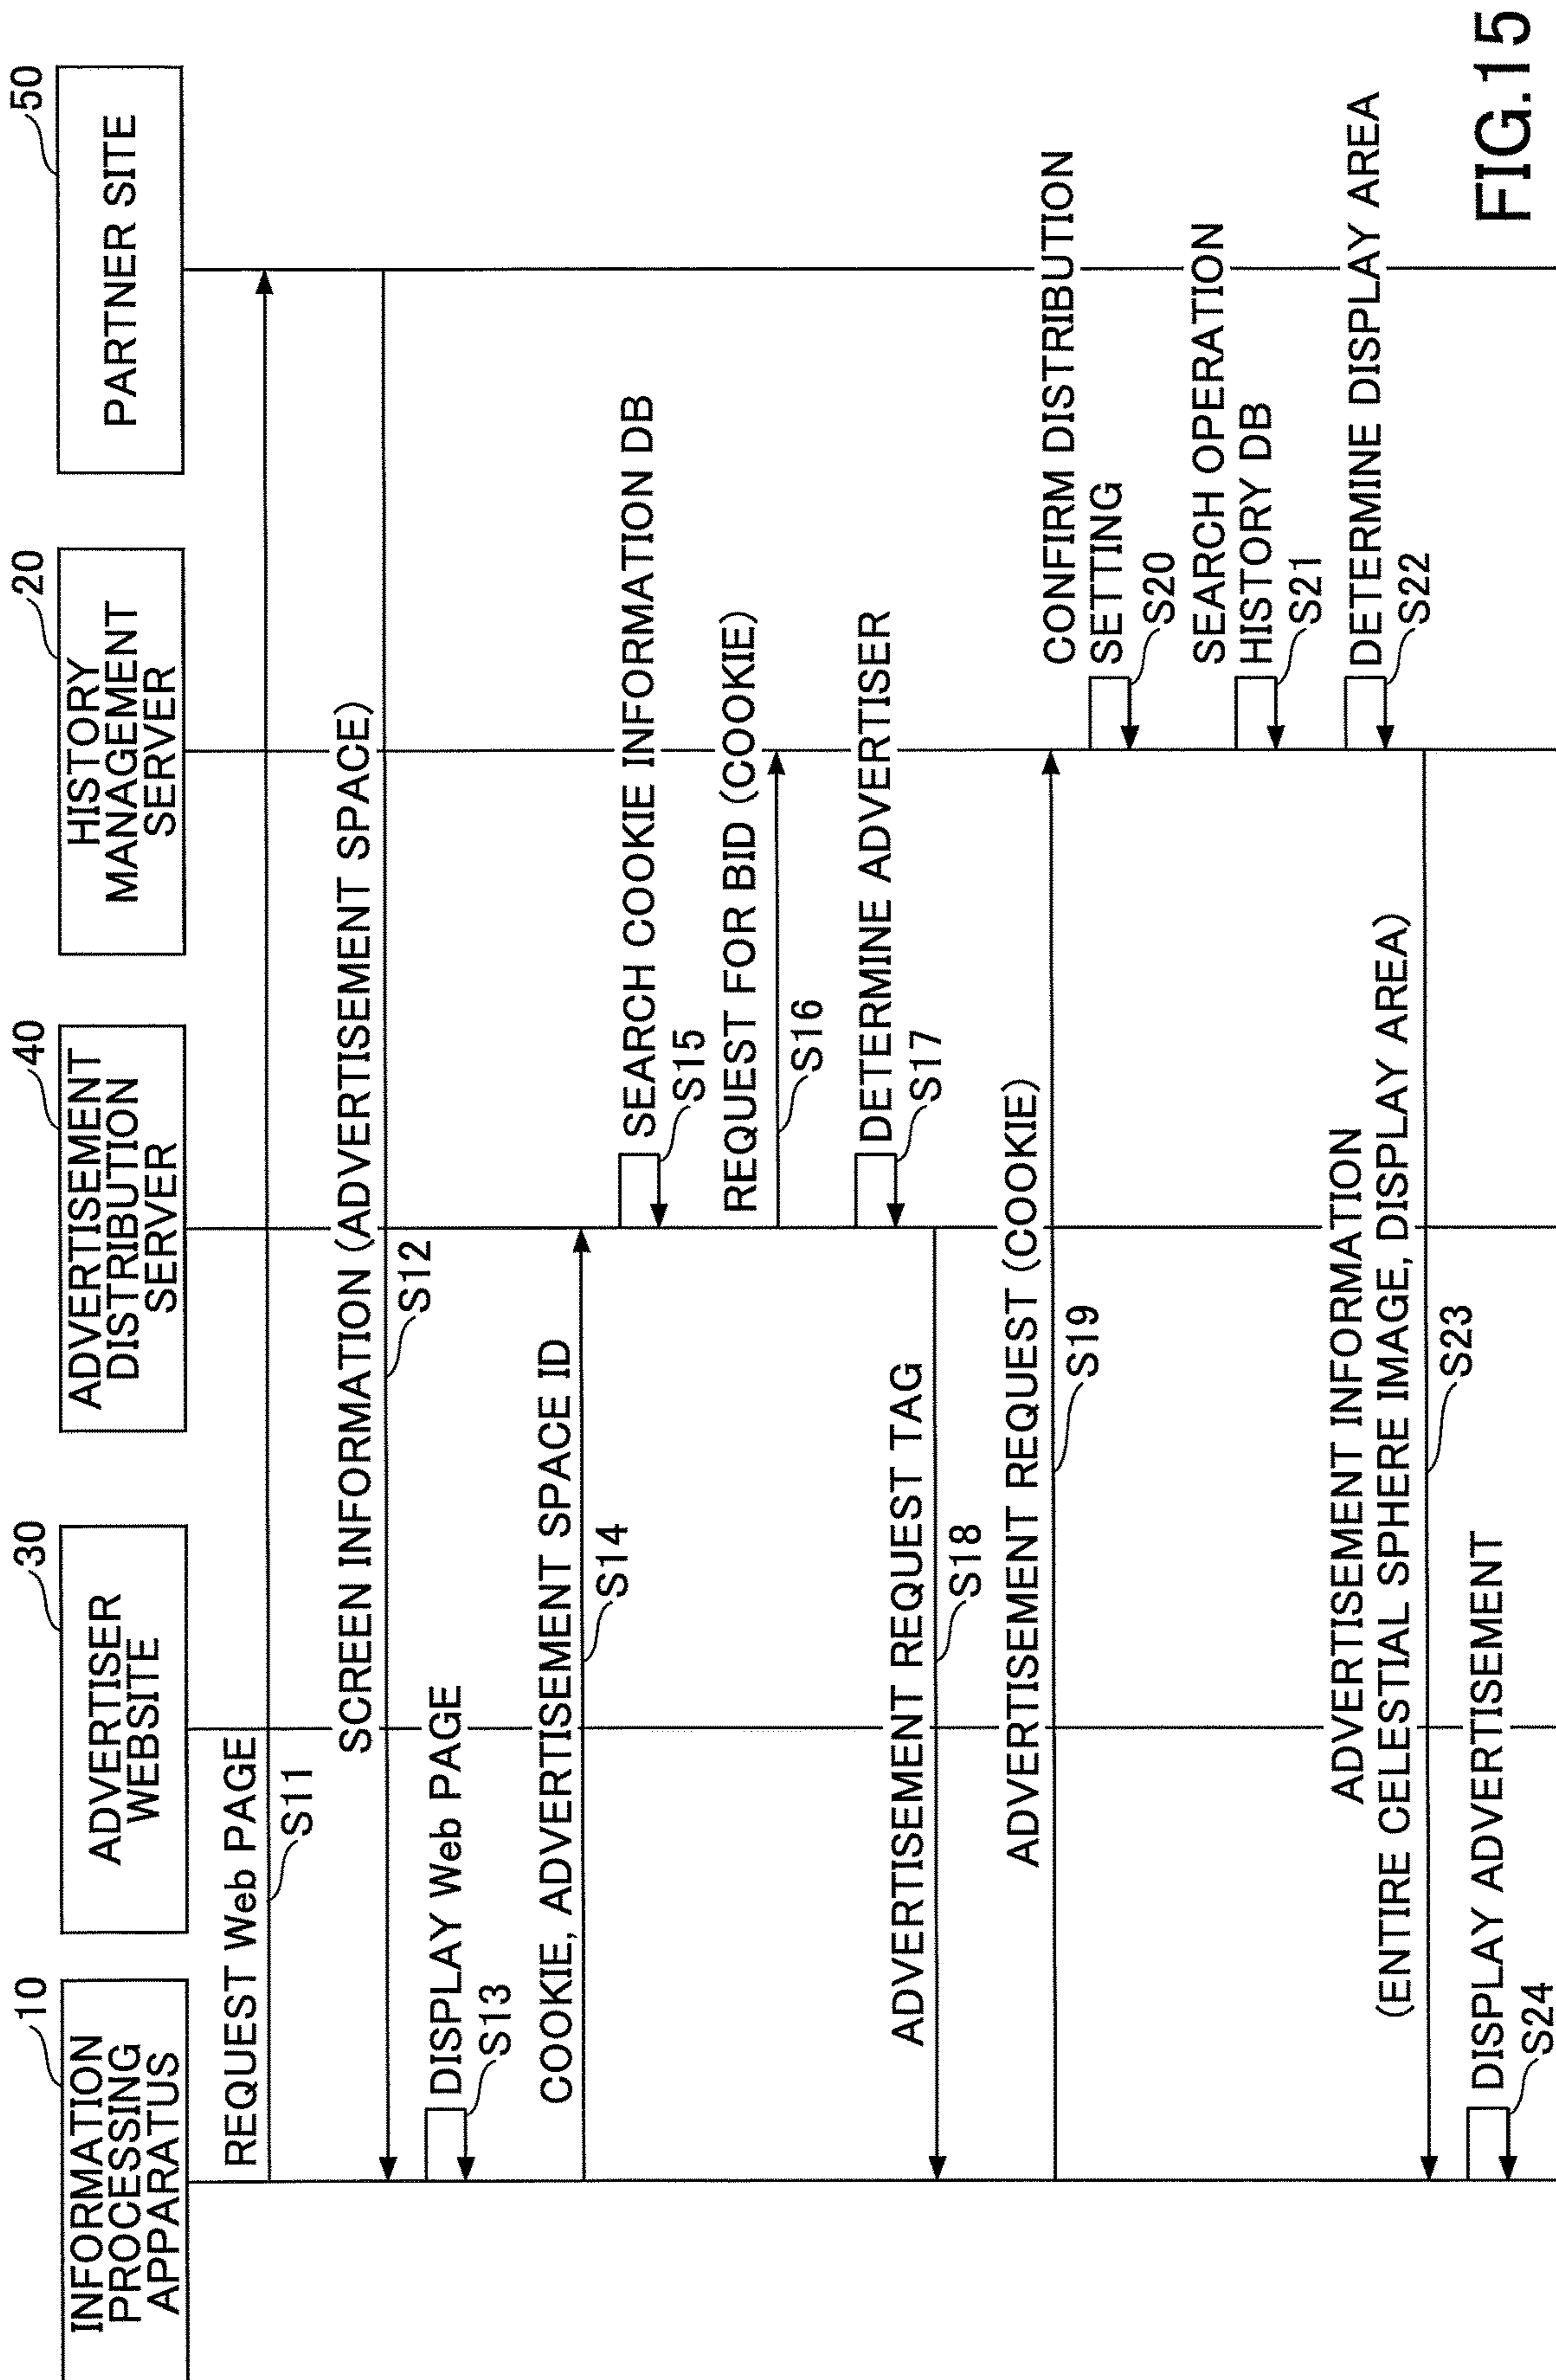 10
INFORMATION
PROCESSING
APPARATUS
30
ADVERTISER
WEBSITE
40
ADVERTISEMENT
DISTRIBUTION
SERVER
20
HISTORY
MANAGEMENT
SERVER
50
PARTNER SITE
REQUEST Web PAGE
S11
SCREEN INFORMATION (ADVERTISEMENT SPACE)
S12
DISPLAY Web PAGE
S13
COOKIE, ADVERTISEMENT SPACE ID
S14
SEARCH COOKIE INFORMATION DB
S15
REQUEST FOR BID (COOKIE)
S16
DETERMINE ADVERTISER
S17
ADVERTISEMENT REQUEST TAG
S18
ADVERTISEMENT REQUEST (COOKIE)
S19
CONFIRM DISTRIBUTION
SETTING
S20
SEARCH OPERATION
HISTORY DB
S21
DETERMINE DISPLAY AREA
S22
ADVERTISEMENT INFORMATION
(ENTIRE CELESTIAL SPHERE IMAGE, DISPLAY AREA)
S23
DISPLAY ADVERTISEMENT
S24
FIG.15